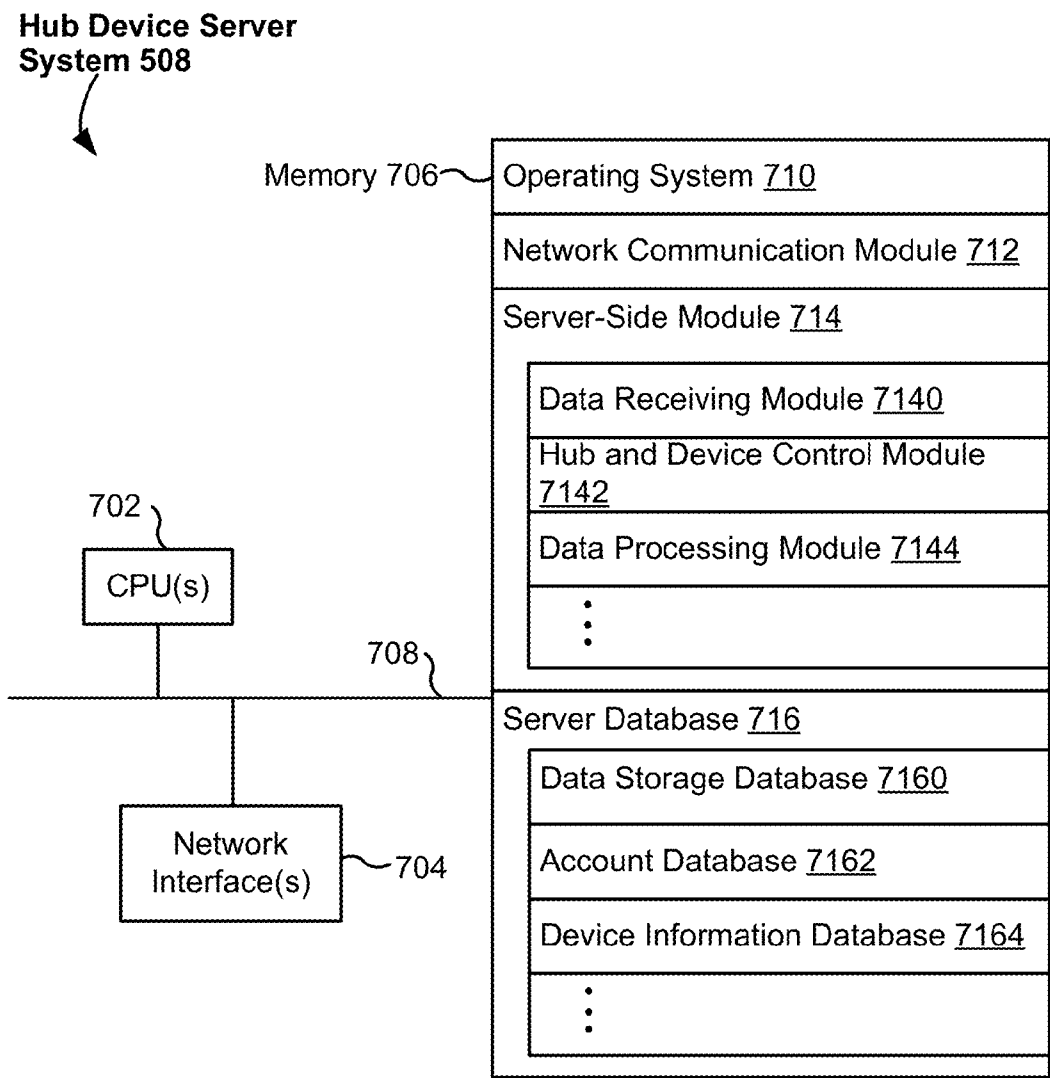 Hub Device Server
System 508
Memory 706
Operating System 710
Network Communication Module 712
Server-Side Module 714
Data Receiving Module 7140
Hub and Device Control Module
7142
Data Processing Module 7144
702
CPU(s)
708
Server Database 716
Data Storage Database 7160
Network
Interface(s)
704
Account Database 7162
Device Information Database 7164